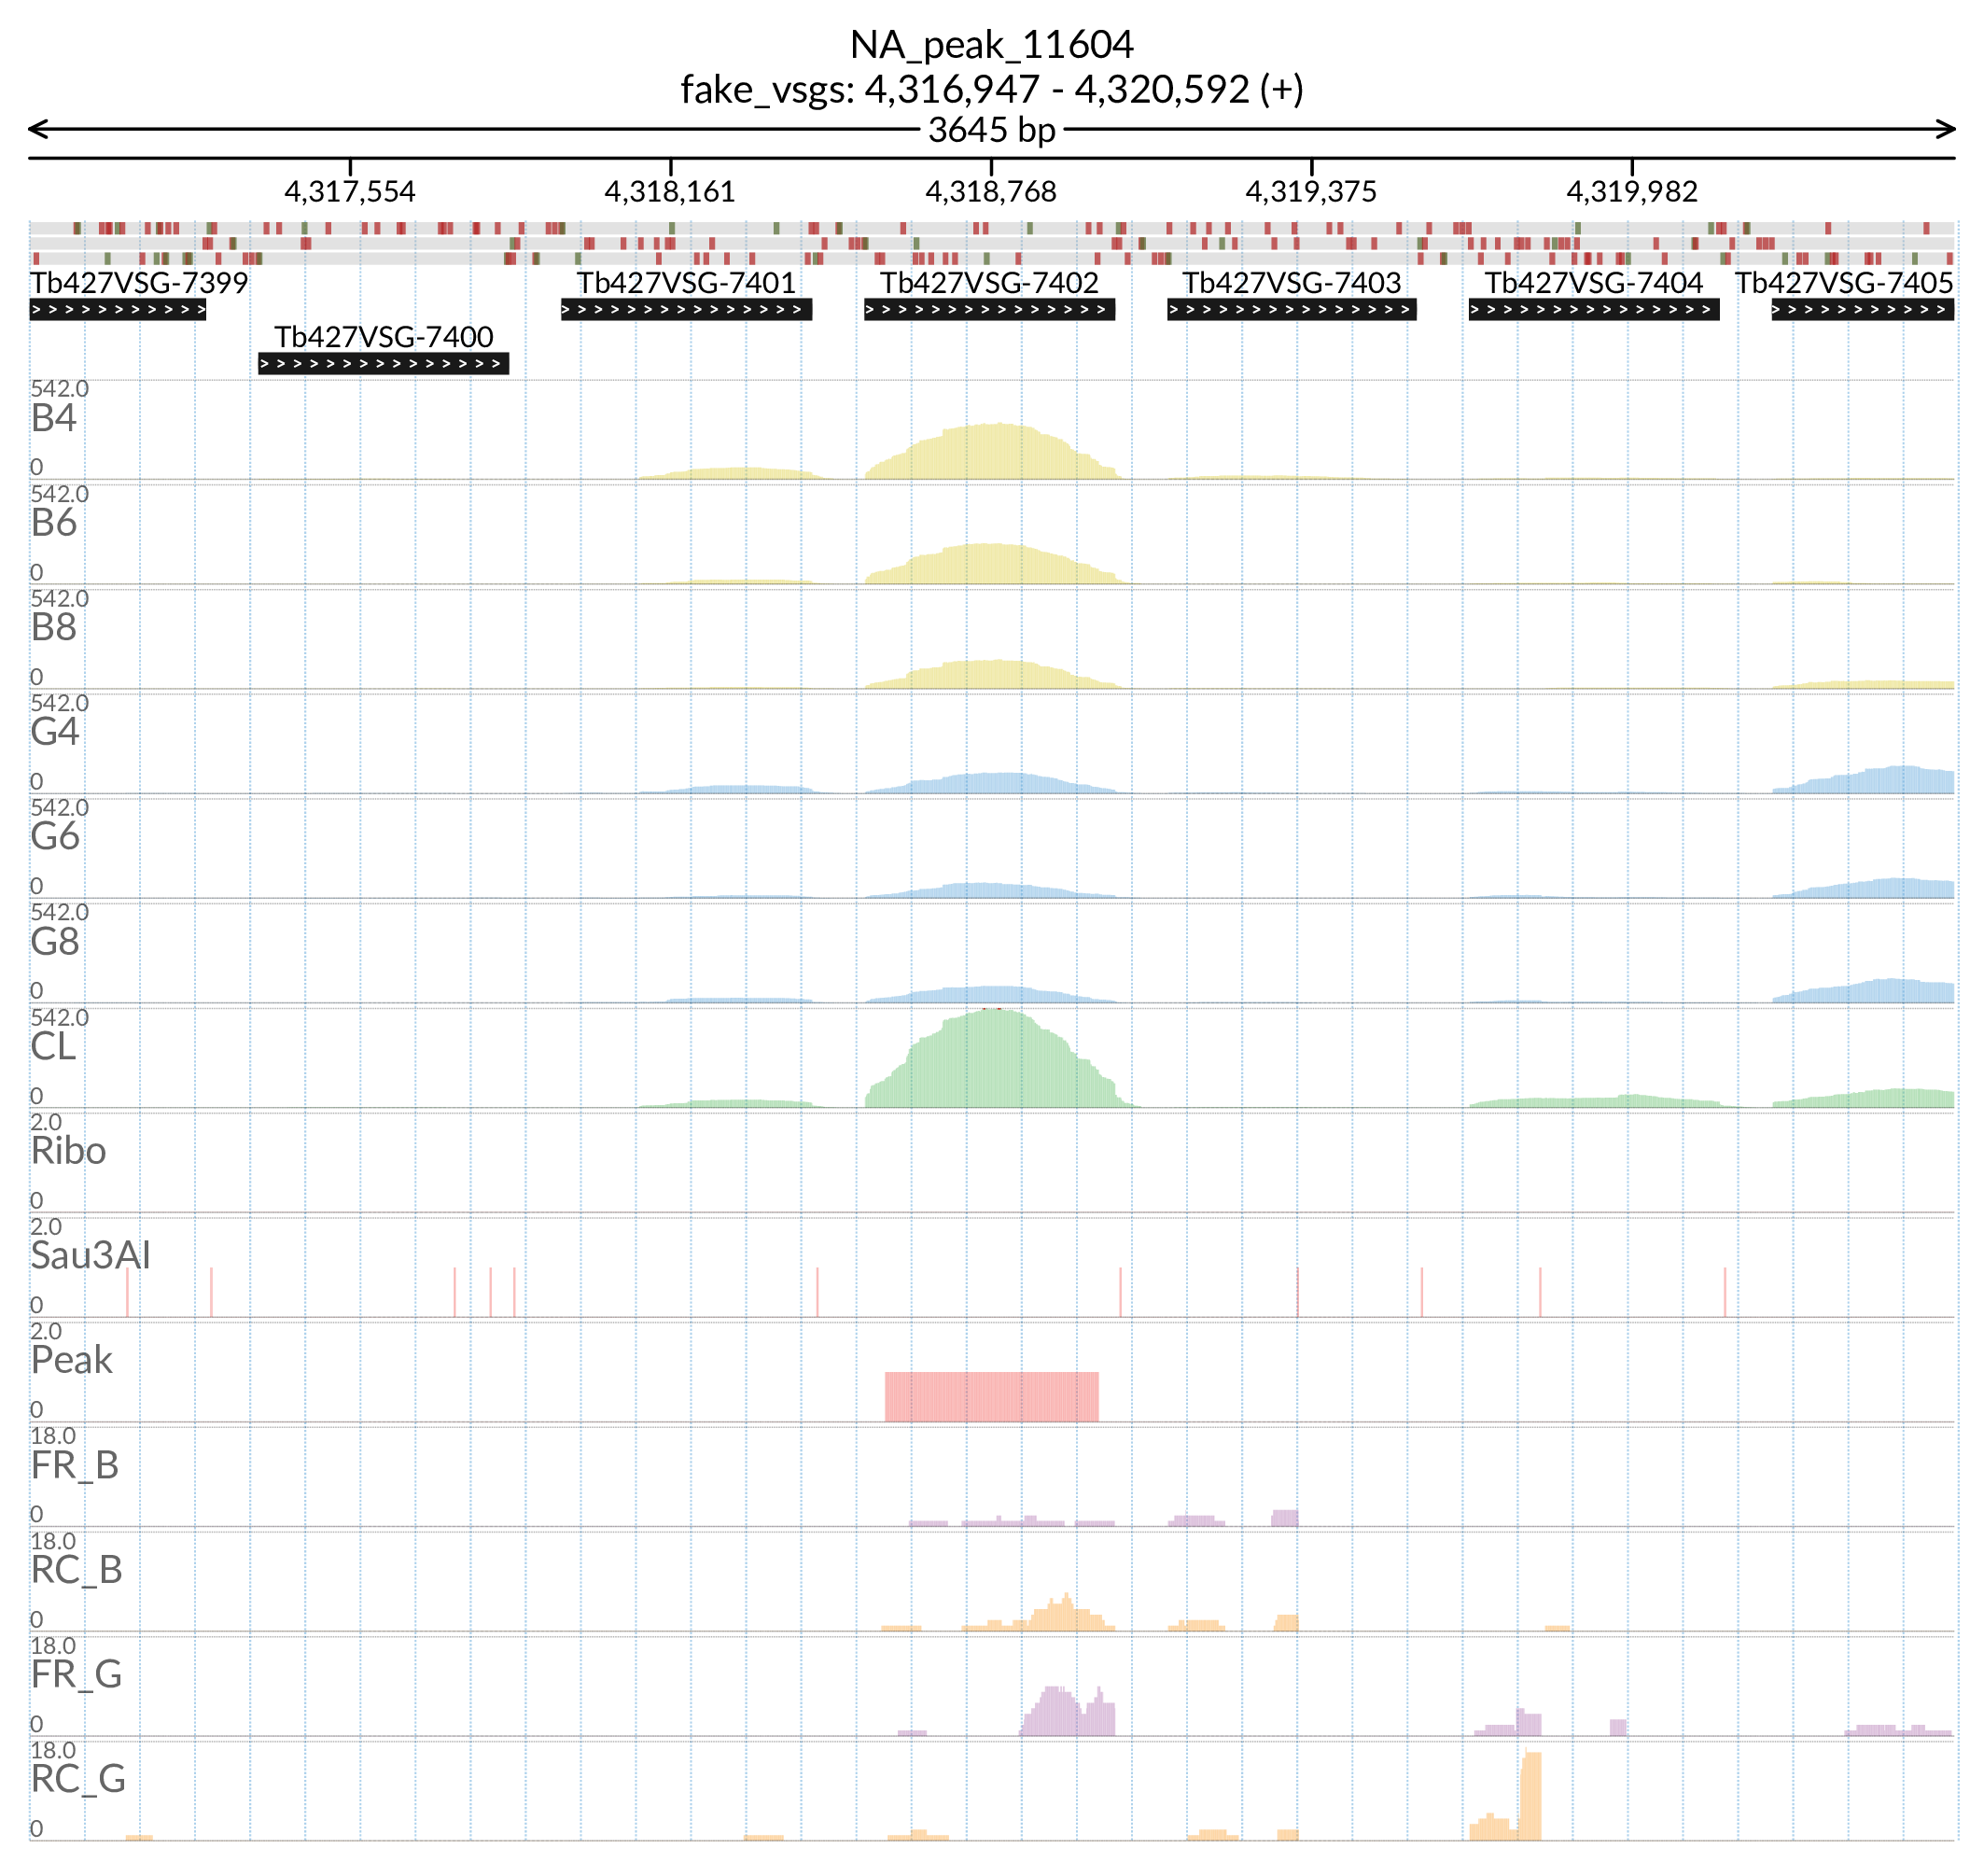 NA_peak_11604
fake_vsgs: 4,316,947 - 4,320,592 (+)
3645 bp
4,317,554 4,318,161 4,318,768 4,319,375 4,319,982
Tb427VSG-7399 Tb427VSG-7401 Tb427VSG-7402 Tb427VSG-7403 Tb427VSG-7404 Tb427VSG-7405
Tb427VSG-7400
542.0
B4
0
542.0
B6
0
542.0
B8
0
542.0
G4
0
542.0
G6
0
542.0
G8
0
542.0
CL
0
2.0
Ribo
0
2.0
Sau3AI
0
2.0
Peak
0
18.0
FR_B
0
18.0
RC_B
0
18.0
FR_G
0
18.0
RC_G
0